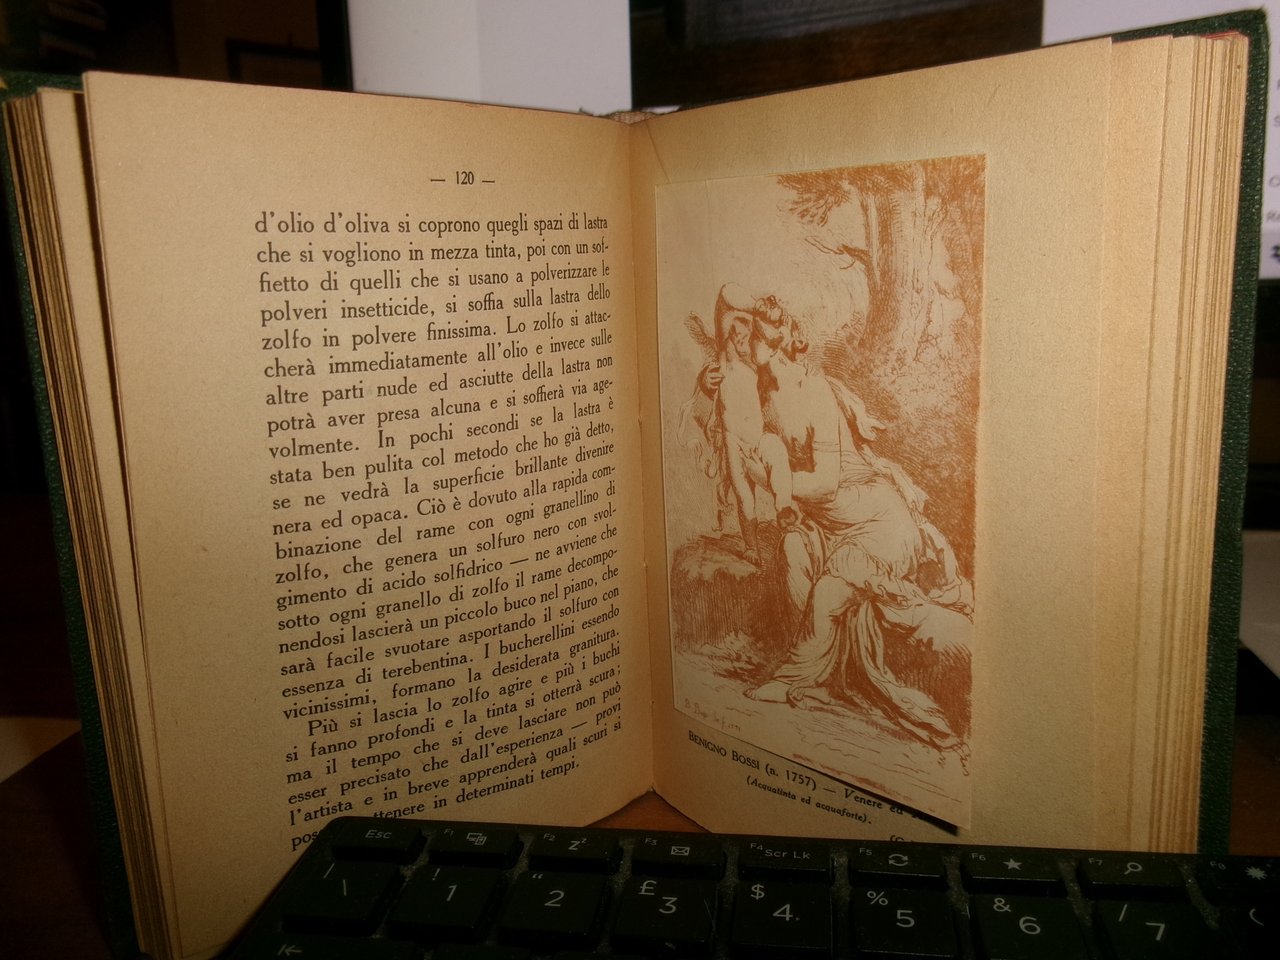 — 120 —
d'olio d'oliva si coprono quegli spazi di lastra
che si vogliono in mezza tinta, poi con un sof-
fietto di quelli che si usano a polverizzare le
polveri insetticide, si soffia sulla lastra dello
zolfo in polvere finissima. Lo zolfo si attac-
cherà immediatamente all'olio e invece sulle
altre parti nude ed asciutte della lastra non
potrà aver presa alcuna e si soffierà via age-
volmente. In pochi secondi se la lastra è
stata ben pulita col metodo che ho già detto,
se ne vedrà la superficie brillante divenire
nera ed opaca. Ciò è dovuto alla rapida com-
binazione del rame con ogni granellino di
zolfo, che genera un solfuro nero con svol-
gimento di acido solfidrico — ne avviene che
sotto ogni granello di zolfo il rame decompo-
nendosi lascierà un piccolo buco nel piano, che
sarà facile svuotare asportando il solfuro con
essenza di terebentina. I bucherellini essendo
vicinissimi, formano la desiderata granitura.
Più si lascia lo zolfo agire e più i buchi
si fanno profondi e la tinta si otterrà scura;
ma il tempo che si deve lasciare non può
esser precisato che dall'esperienza — provi
l'artista e in breve apprenderà quali scuri si
pos ttenere in determinati tempi.
BENIGNO BOSSI (n. 1757) — Venere ed
(Acquatinta ed acquaforte).
Esc F1 F2 zz F3 F4 Scr Lk F5 F6 F7 F8
| \ ! 1 " 2 £ 3 $ 4 % 5 & 6 / 7 (